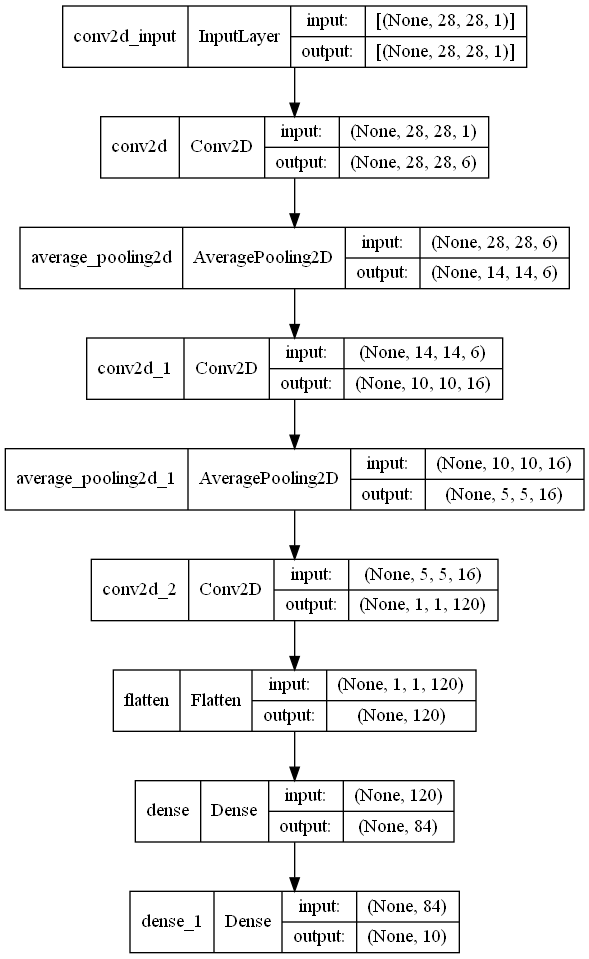 conv2d_input InputLayer input: [(None, 28, 28, 1)]
output: [(None, 28, 28, 1)]
conv2d Conv2D input: (None, 28, 28, 1)
output: (None, 28, 28, 6)
average_pooling2d AveragePooling2D input: (None, 28, 28, 6)
output: (None, 14, 14, 6)
conv2d_1 Conv2D input: (None, 14, 14, 6)
output: (None, 10, 10, 16)
average_pooling2d_1 AveragePooling2D input: (None, 10, 10, 16)
output: (None, 5, 5, 16)
conv2d_2 Conv2D input: (None, 5, 5, 16)
output: (None, 1, 1, 120)
flatten Flatten input: (None, 1, 1, 120)
output: (None, 120)
dense Dense input: (None, 120)
output: (None, 84)
dense_1 Dense input: (None, 84)
output: (None, 10)